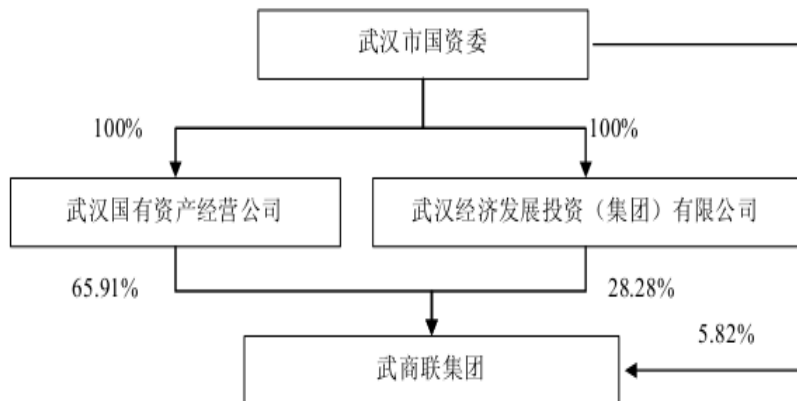 武汉市国资委
100%
100%
武汉国有资产经营公司
武汉经济发展投资（集团）有限公司
65.91%
28.28%
5.82%
武商联集团